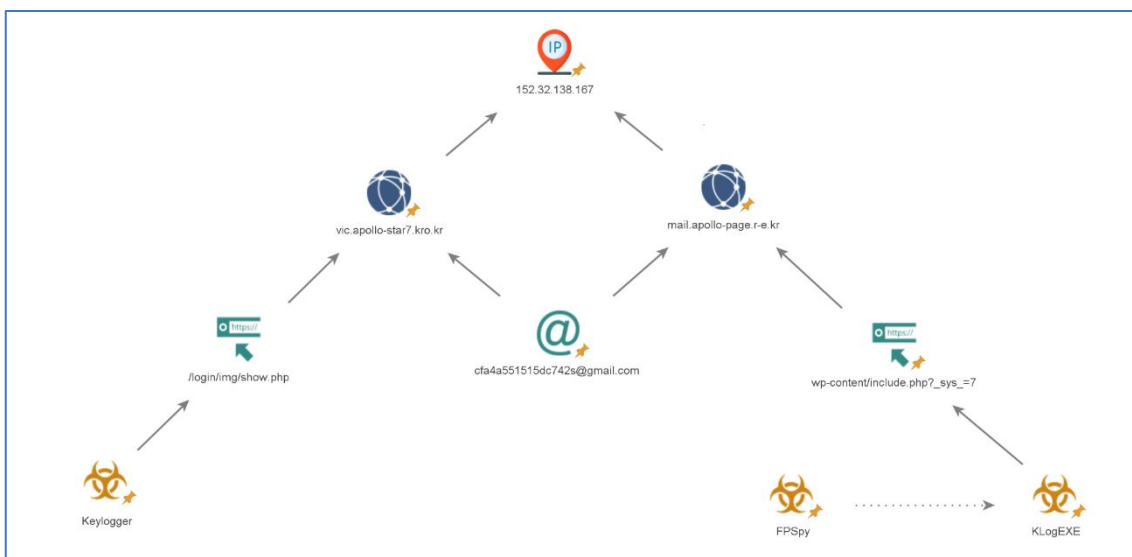 IP
152.32.138.167
vic.apollo-star7.kro.kr
mail.apollo-page.r-e.kr
https://
/login/img/show.php
@
cfa4a551515dc742s@gmail.com
https://
wp-content/include.php?_sys_=7
Keylogger
FPSpy
KLogEXE